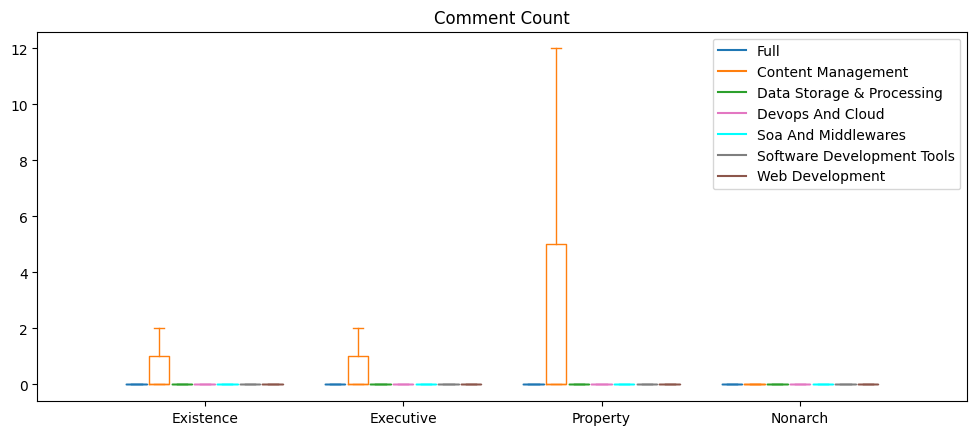 Comment Count
12
10
8
6
4
2
0
Full
Content Management
Data Storage & Processing
Devops And Cloud
Soa And Middlewares
Software Development Tools
Web Development
Existence
Executive
Property
Nonarch